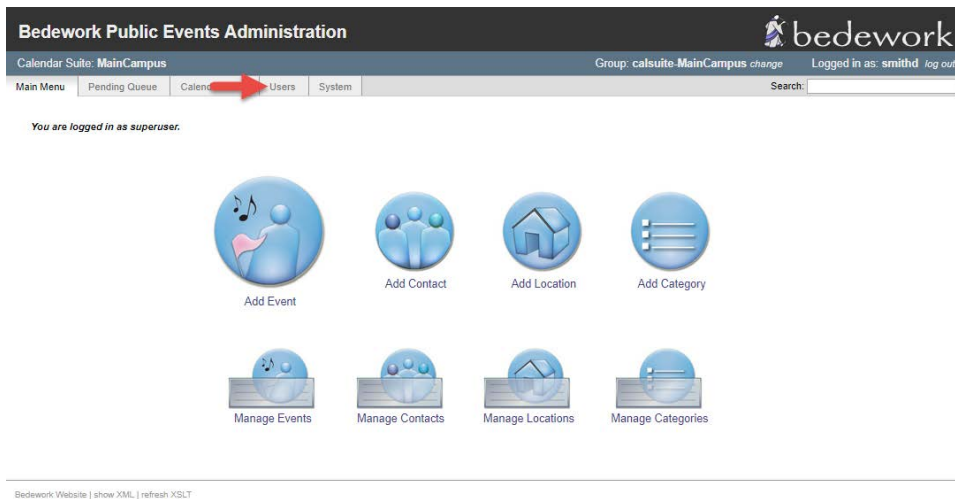 Bedework Public Events Administration
bedework
Calendar Suite: MainCampus
Group: calsuite-MainCampus change Logged in as: smithd log out
Main Menu Pending Queue Users System Search:
You are logged in as superuser.
Add Event
Add Contact
Add Location
Add Category
Manage Events
Manage Contacts
Manage Locations
Manage Categories
Bedework Website | show XML | refresh XSLT